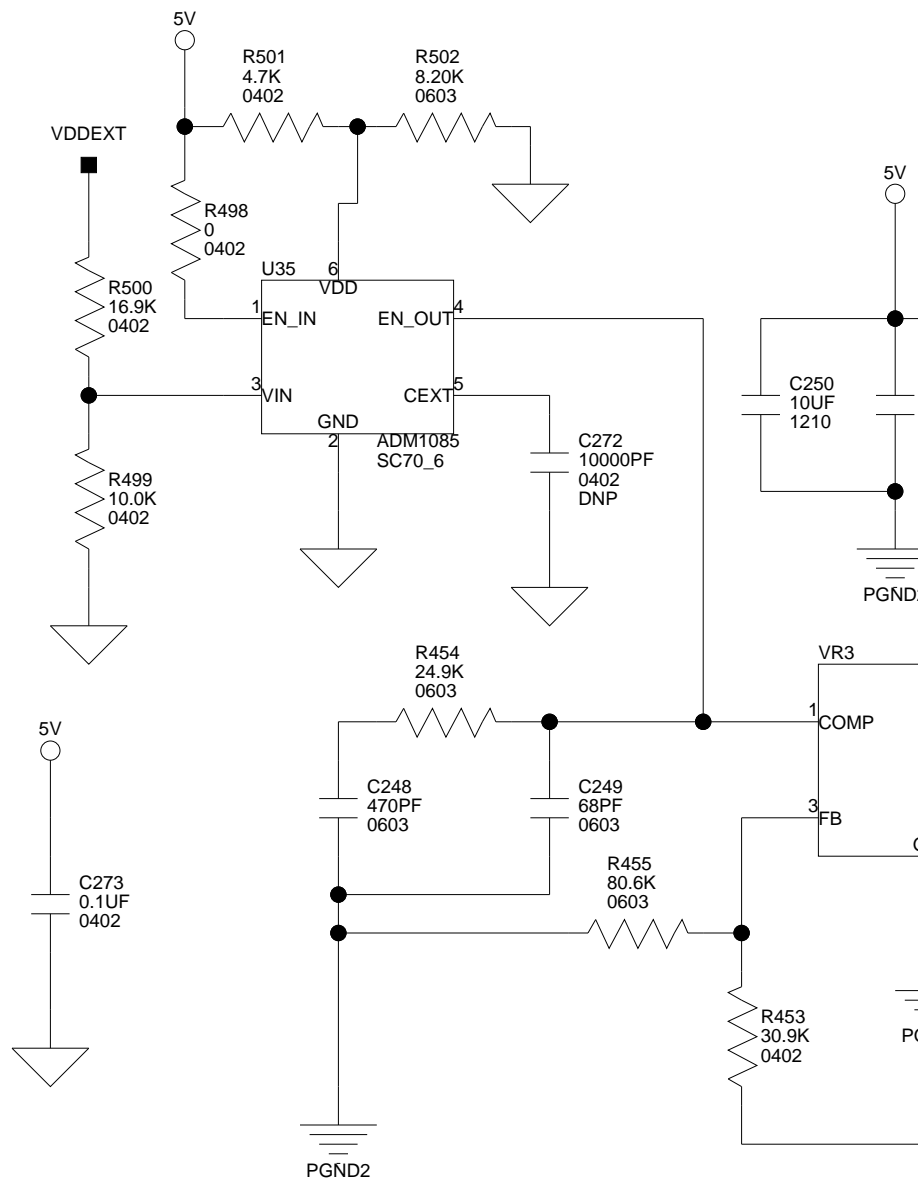 5V
R501
4.7K
0402
R502
8.20K
0603
VDDEXT
5V
R498
0
0402
U35
6
VDD
R500
16.9K
0402
1
EN_IN
EN_OUT
4
3
VIN
CEXT
5
GND
2
ADM1085
SC70_6
C250
10UF
1210
C272
10000PF
0402
DNP
R499
10.0K
0402
R454
24.9K
0603
VR3
1
COMP
5V
C248
470PF
0603
C249
68PF
0603
3
FB
R455
80.6K
0603
C273
0.1UF
0402
R453
30.9K
0402
PGND2